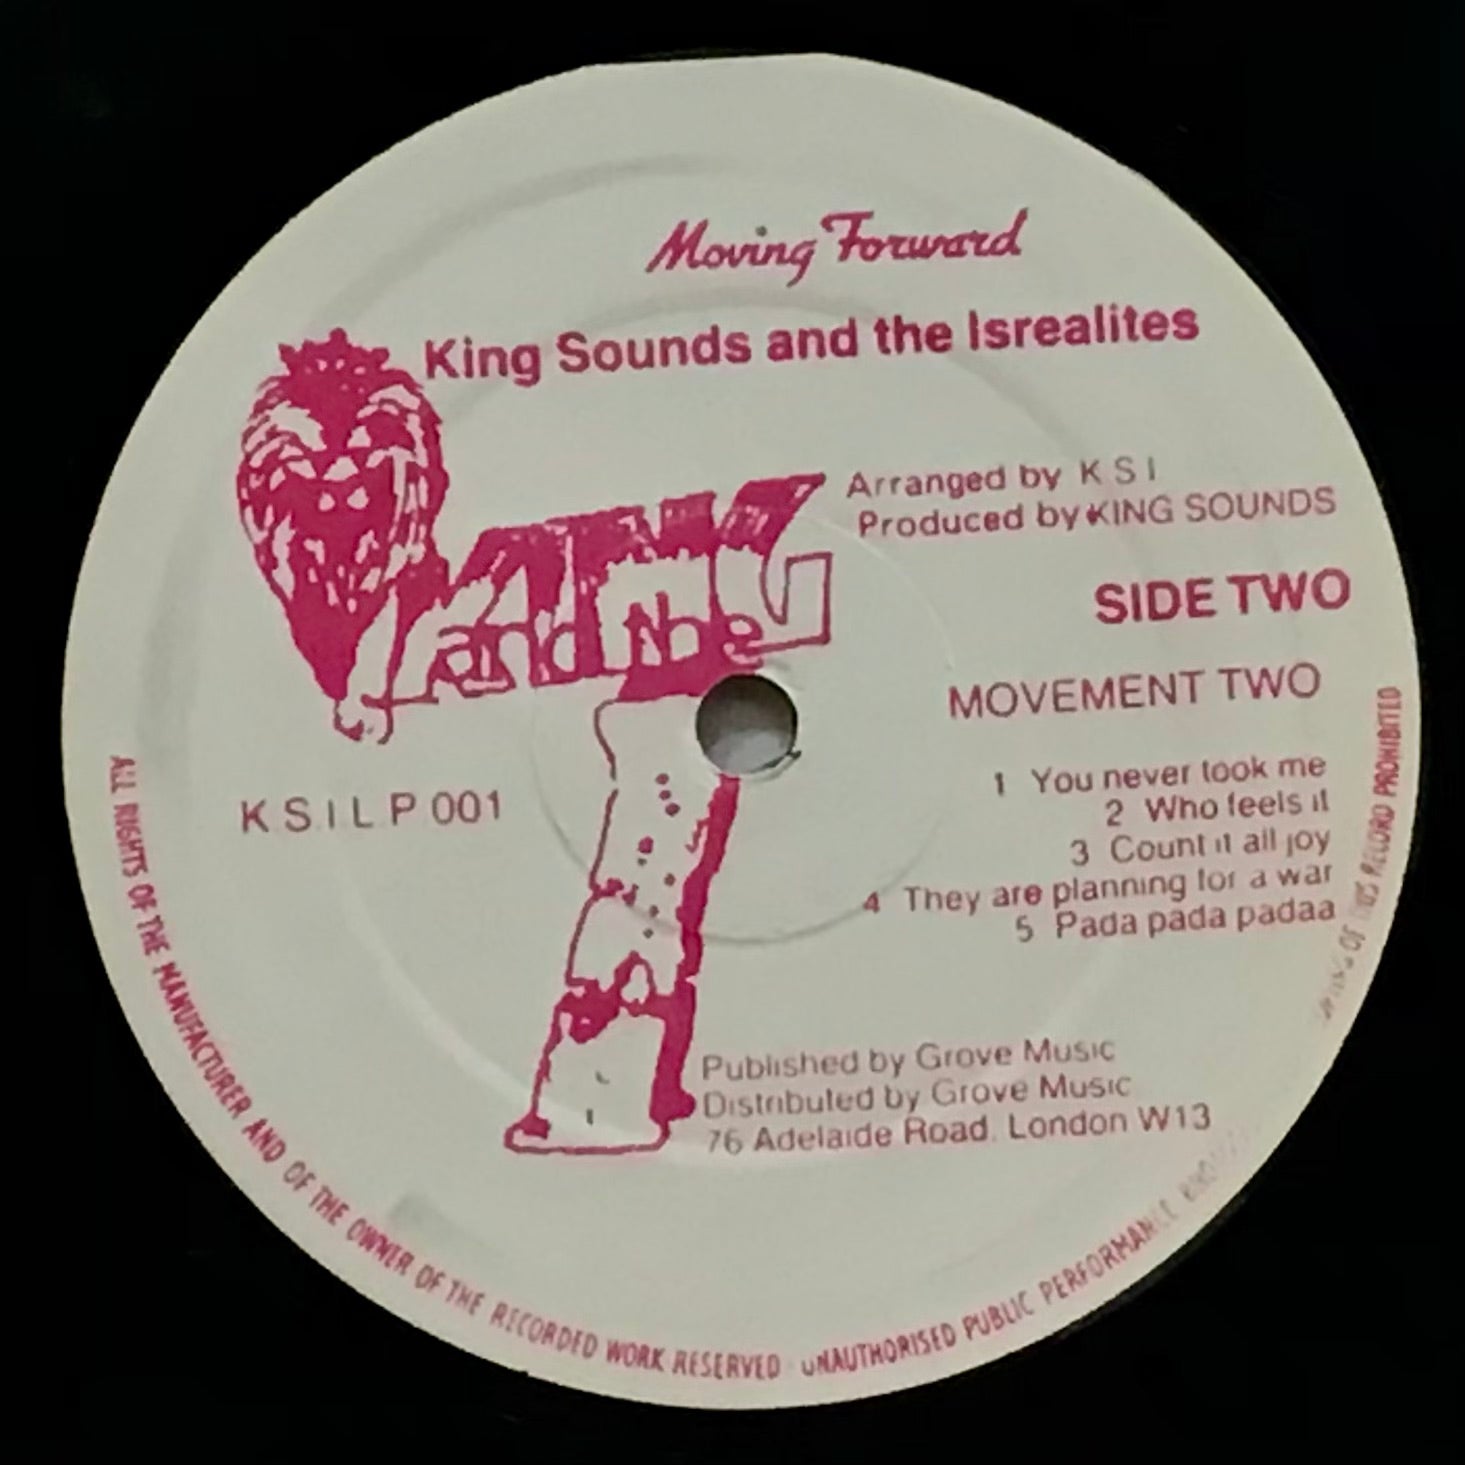 Moving Forward
King Sounds and the Isrealites
Arranged by K S I
Produced by KING SOUNDS
and the
SIDE TWO
MOVEMENT TWO
K S I L P 001
1 You never took me
2 Who feels it
3 Count it all joy
4 They are planning for a war
5 Pada pada padaa
Published by Grove Music
Distributed by Grove Music
76 Adelaide Road. London W13
ALL RIGHTS OF THE MANUFACTURER AND OF THE OWNER OF THE RECORDED WORK RESERVED · UNAUTHORISED PUBLIC PERFORMANCE OF THIS RECORD PROHIBITED